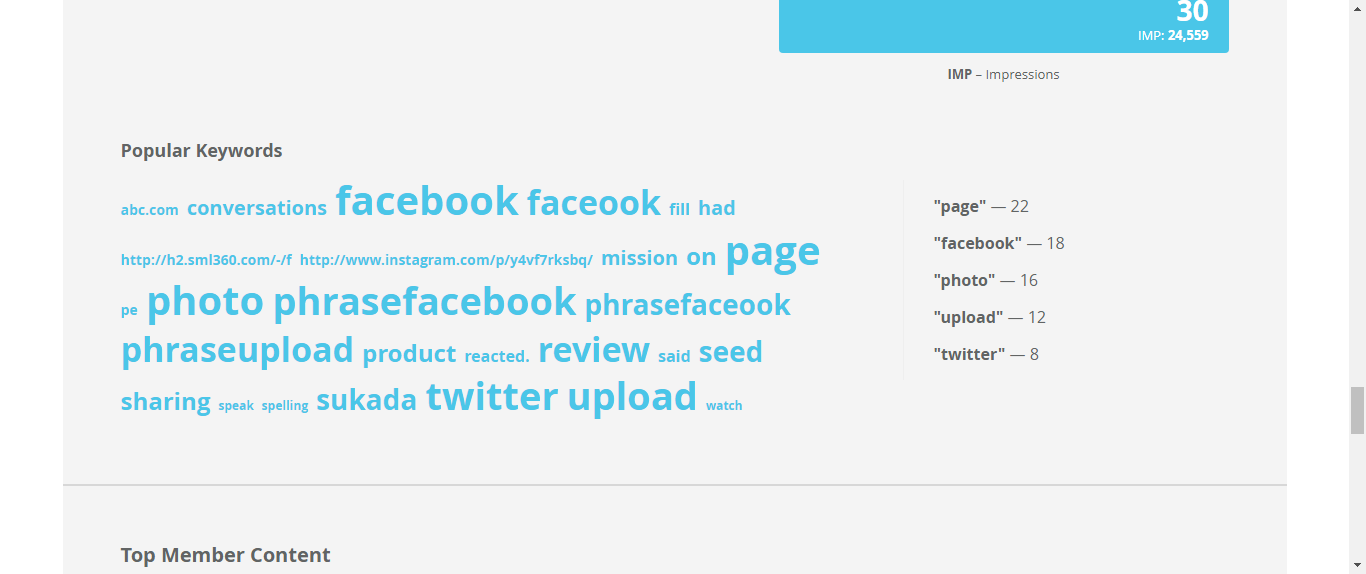 30
IMP: 24,559
IMP – Impressions
Popular Keywords
abc.com conversations facebook faceook fill had
http://h2.sml360.com/-/f http://www.instagram.com/p/y4vf7rksbq/ mission on page
pe photo phrasefacebook phrasefaceook
phraseupload product reacted. review said seed
sharing speak spelling sukada twitter upload watch
"page" — 22
"facebook" — 18
"photo" — 16
"upload" — 12
"twitter" — 8
Top Member Content